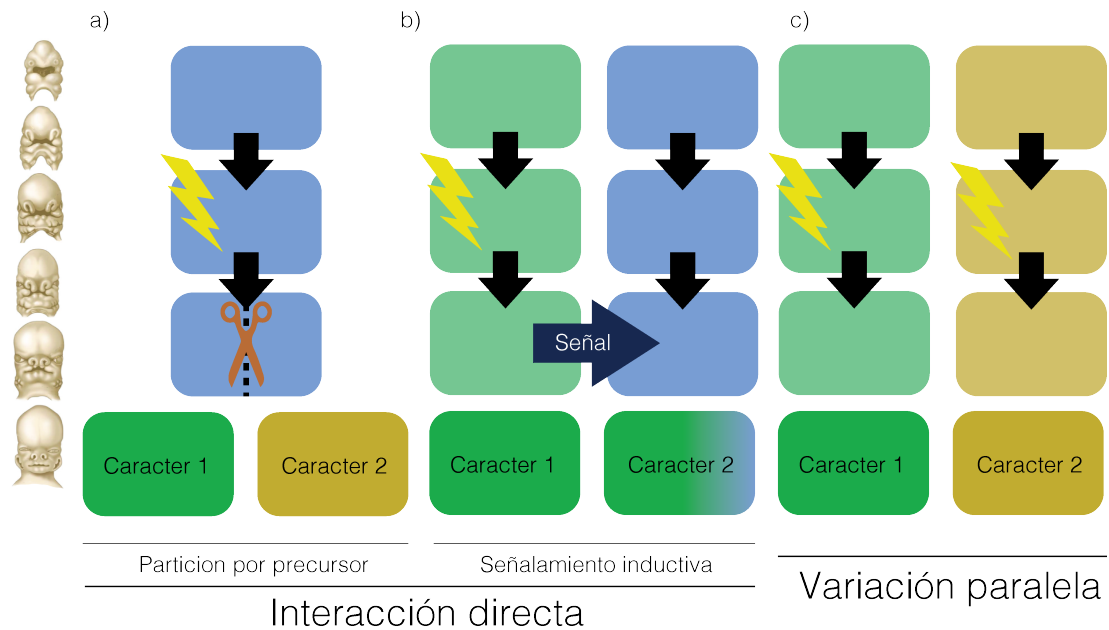 a)
b)
c)
Señal
Caracter 1
Caracter 2
Caracter 1
Caracter 2
Caracter 1
Caracter 2
Particion por precursor
Señalamiento inductiva
Interacción directa
Variación paralela